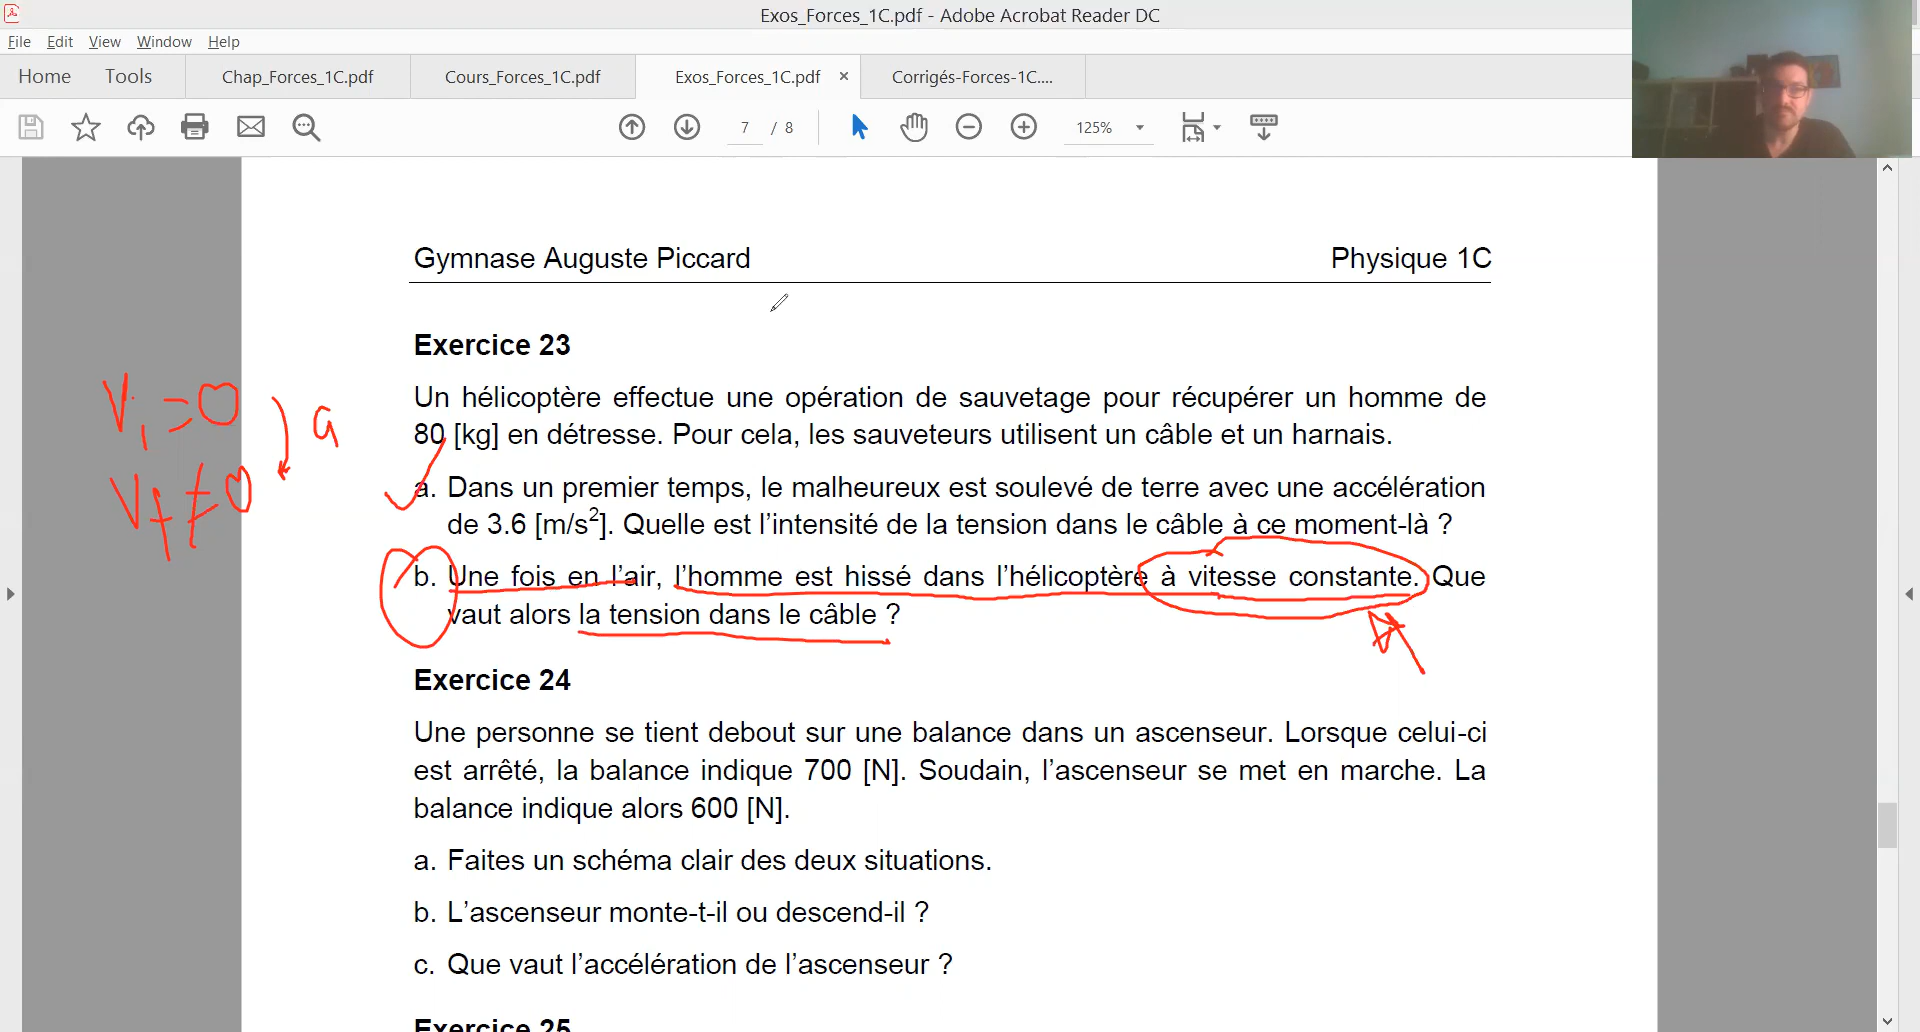 Exos_Forces_1C.pdf - Adobe Acrobat Reader DC
File Edit View Window Help
Home Tools Chap_Forces_1C.pdf Cours_Forces_1C.pdf Exos_Forces_1C.pdf × Corrigés-Forces-1C....
7 / 8 125%
Gymnase Auguste Piccard Physique 1C
Exercice 23
Un hélicoptère effectue une opération de sauvetage pour récupérer un homme de
80 [kg] en détresse. Pour cela, les sauveteurs utilisent un câble et un harnais.
a. Dans un premier temps, le malheureux est soulevé de terre avec une accélération
de 3.6 [m/s²]. Quelle est l’intensité de la tension dans le câble à ce moment-là ?
b. Une fois en l’air, l’homme est hissé dans l’hélicoptère à vitesse constante. Que
vaut alors la tension dans le câble ?
Vi = 0
a
Vf ≠ 0
Exercice 24
Une personne se tient debout sur une balance dans un ascenseur. Lorsque celui-ci
est arrêté, la balance indique 700 [N]. Soudain, l’ascenseur se met en marche. La
balance indique alors 600 [N].
a. Faites un schéma clair des deux situations.
b. L’ascenseur monte-t-il ou descend-il ?
c. Que vaut l’accélération de l’ascenseur ?
Exercice 25